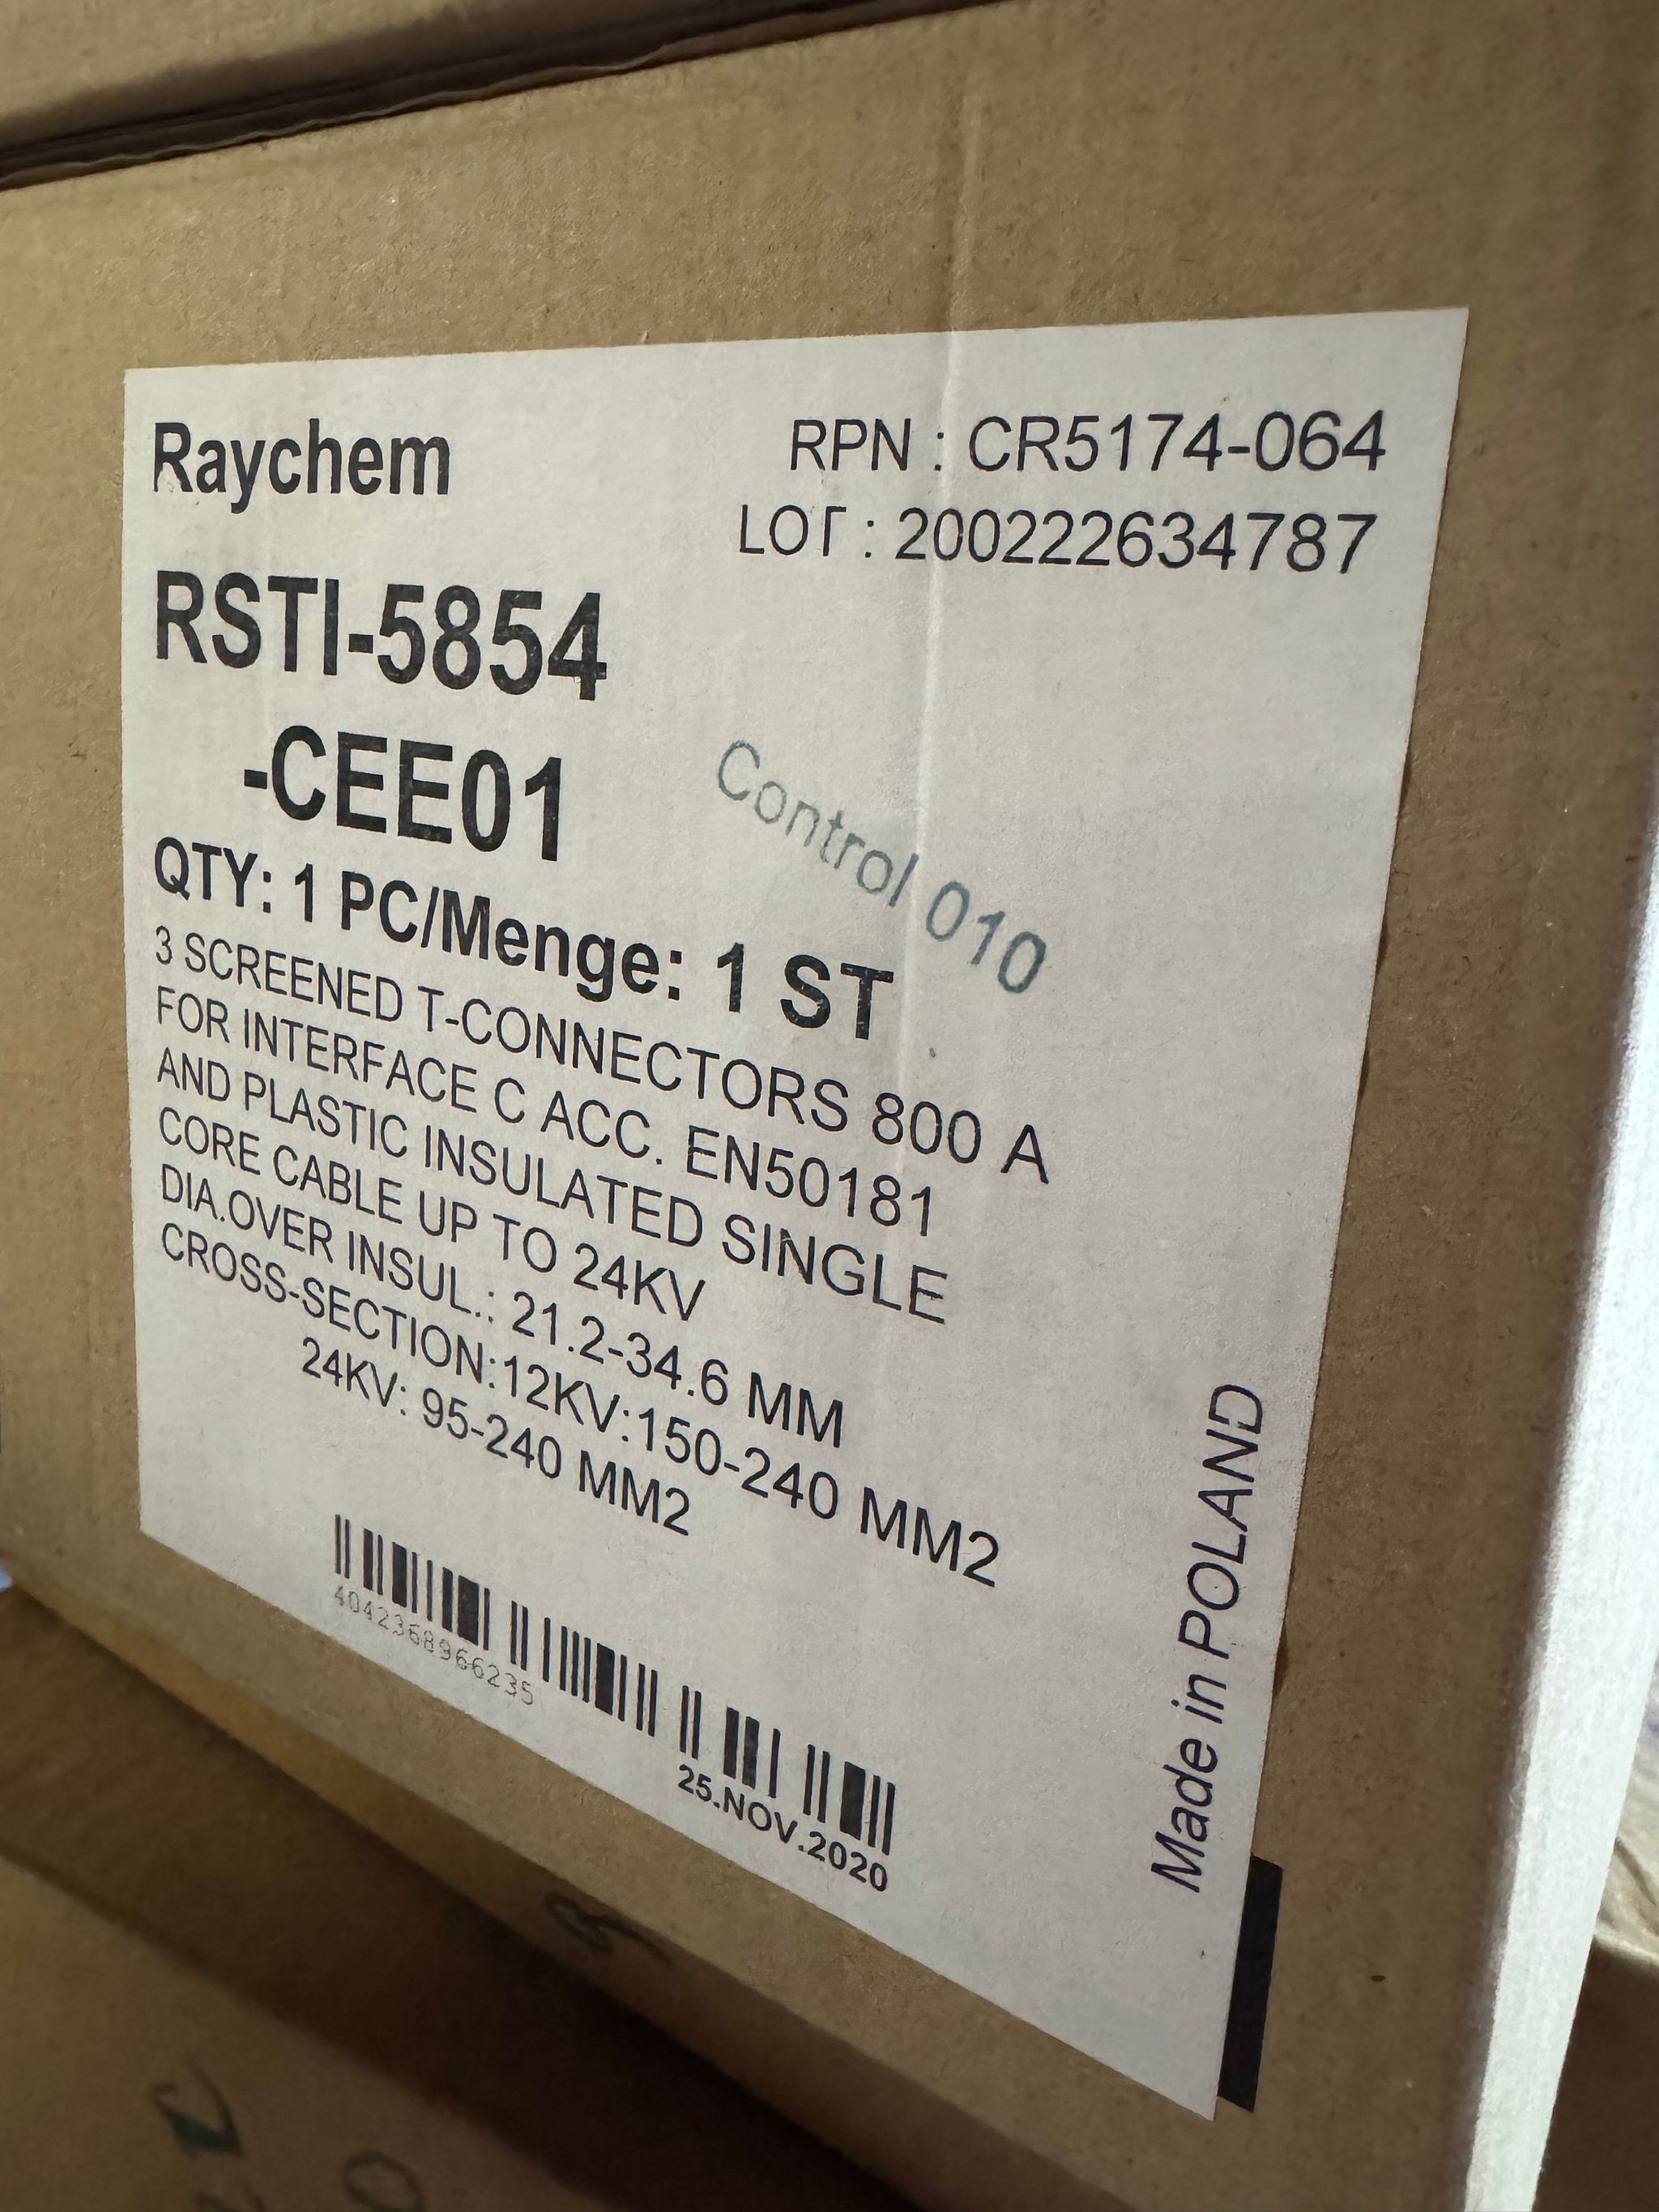 Raychem
RPN : CR5174-064
LOT : 200222634787
RSTI-5854
-CEE01
Control 010
QTY: 1 PC/Menge: 1 ST
3 SCREENED T-CONNECTORS 800 A
FOR INTERFACE C ACC. EN50181
AND PLASTIC INSULATED SINGLE
CORE CABLE UP TO 24KV
DIA.OVER INSUL.: 21.2-34.6 MM
CROSS-SECTION:12KV:150-240 MM2
24KV: 95-240 MM2
4042368966235
25.NOV.2020
Made in POLAND